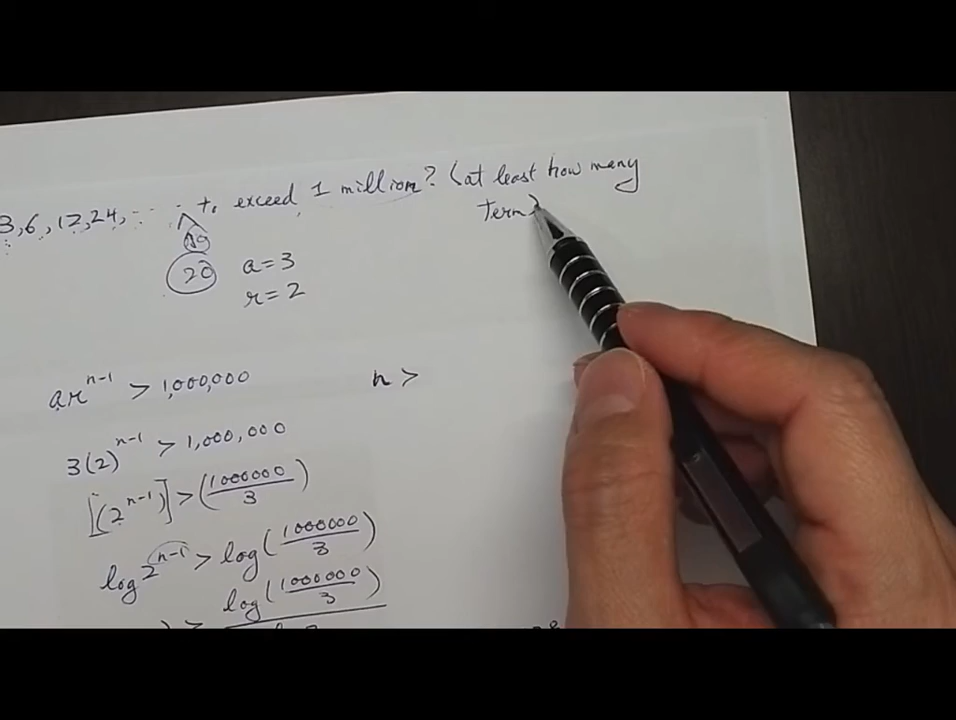 3, 6, 12, 24, ---- to exceed 1 million? (at least how many
terms
19
20 a = 3
r = 2
ar^{n-1} > 1,000,000 n >
3(2)^{n-1} > 1,000,000
[(2^{n-1})] > (1000000/3)
log 2^{n-1} > log(1000000/3)
log(1000000/3)